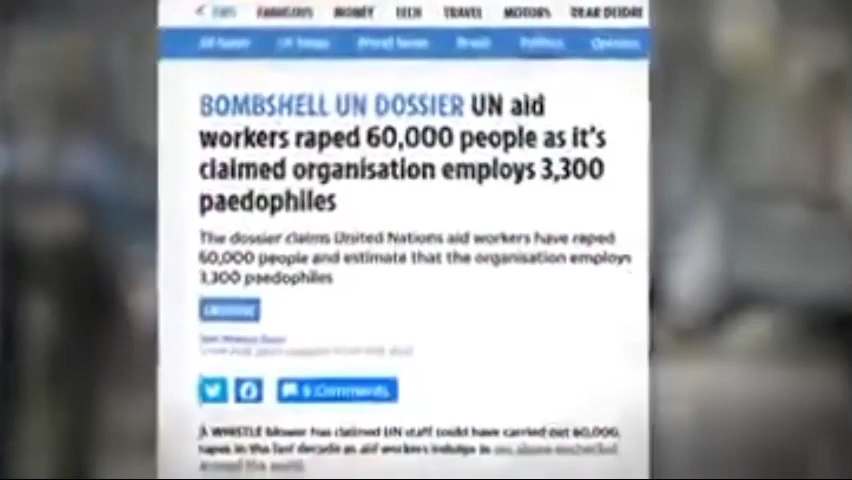 FABULOUS MONEY TECH TRAVEL MOTORS DEAR DEIDRE
UK News World News Brexit Politics Opinion
BOMBSHELL UN DOSSIER UN aid
workers raped 60,000 people as it's
claimed organisation employs 3,300
paedophiles
The dossier claims United Nations aid workers have raped
60,000 people and estimate that the organisation employs
3,300 paedophiles
6 Comments
A WHISTLE blower has claimed UN staff could have carried out 60,000
rapes in the last decade as aid workers indulge in
around the world